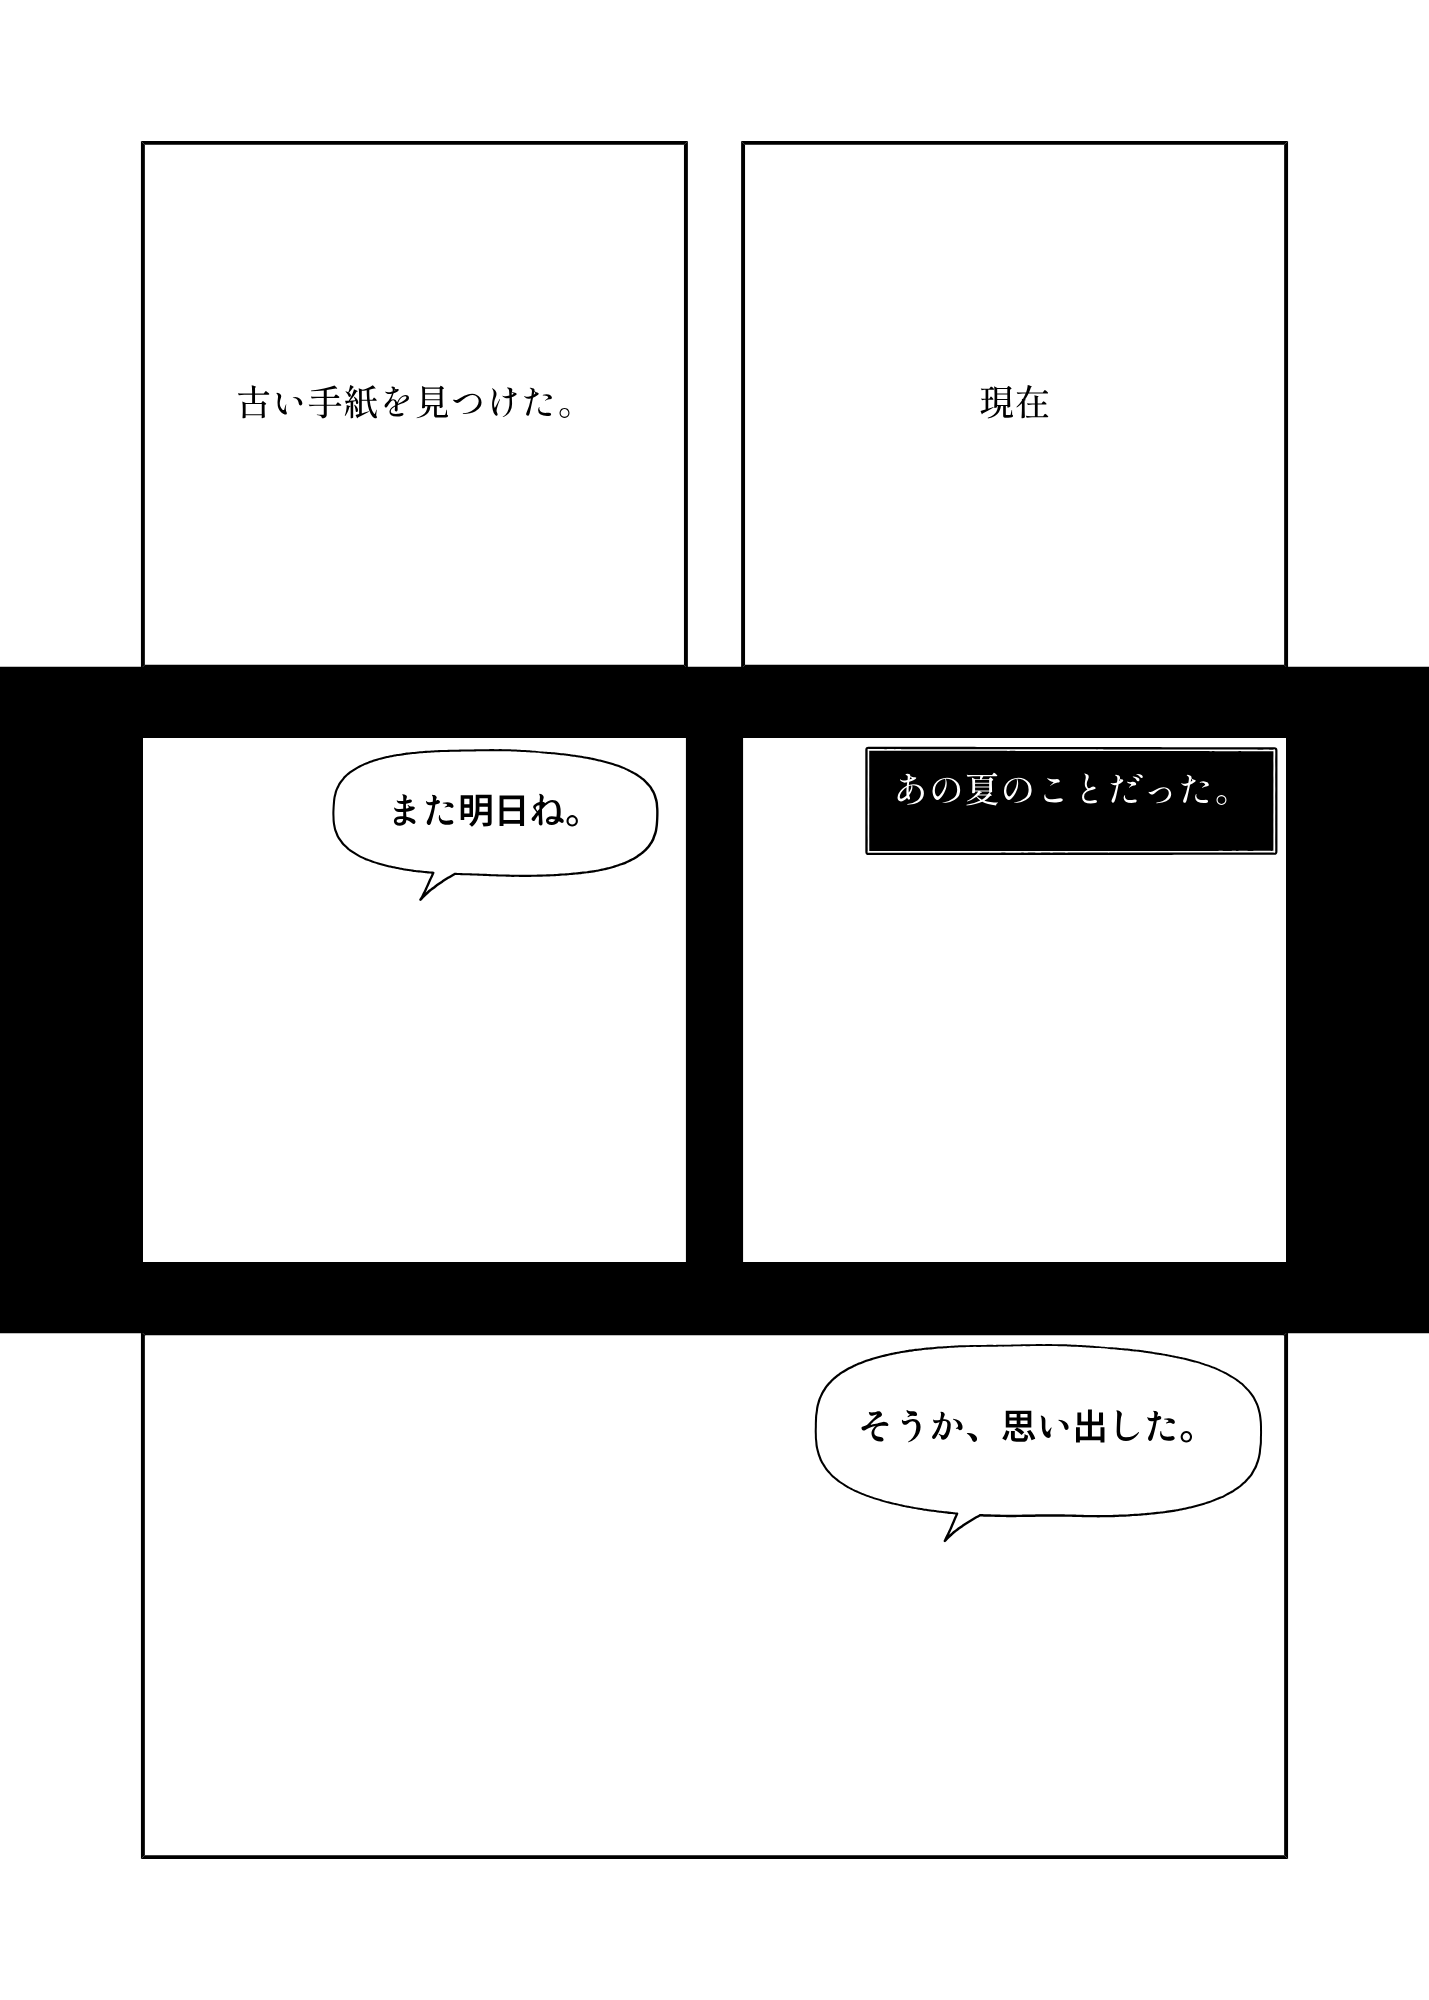 現在
古い手紙を見つけた。
あの夏のことだった。
また明日ね。
そうか、思い出した。